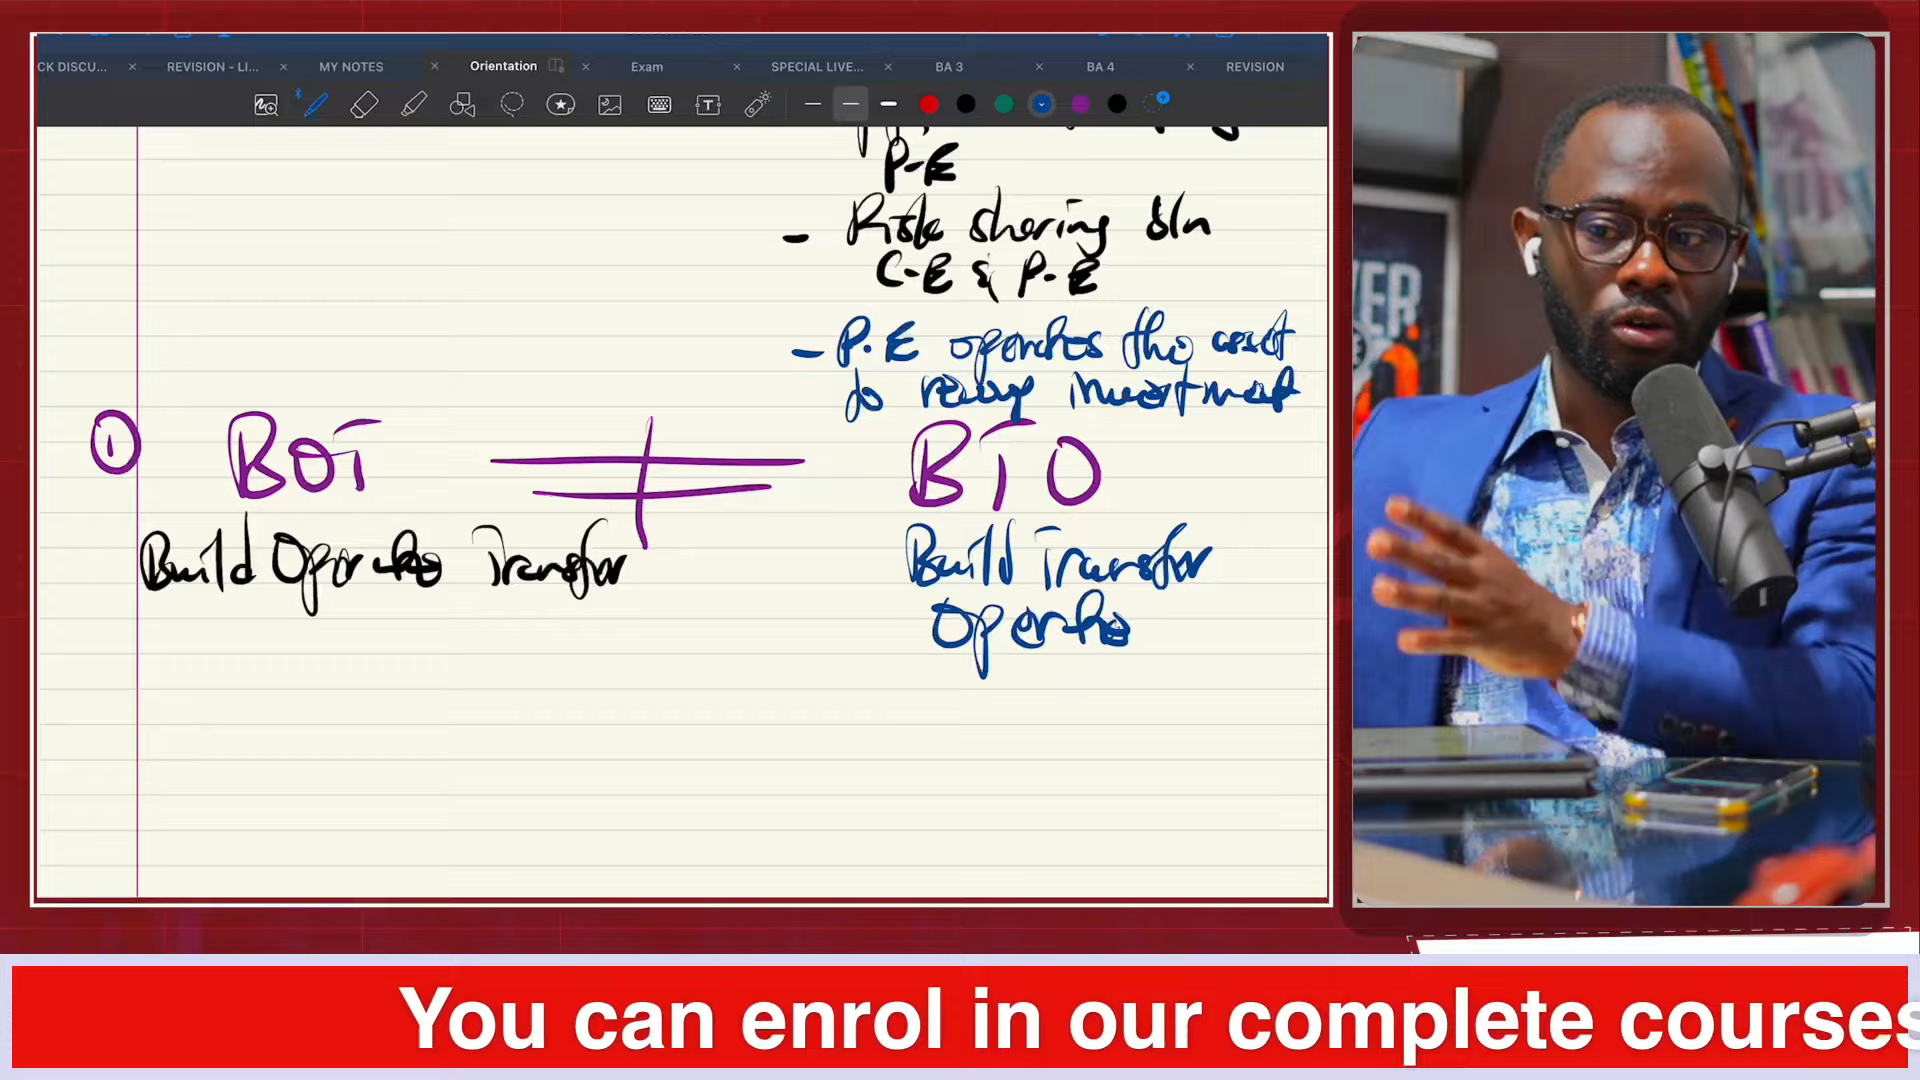 CK DISCU...
REVISION - LI...
MY NOTES
Orientation
Exam
SPECIAL LIVE...
BA 3
BA 4
REVISION
P-E
- Risk sharing b/n
C-E & P-E
- P.E operates the asset
to investment
① BOT
BTO
Build Operate Transfer
Build Transfer
Operate
You can enrol in our complete courses